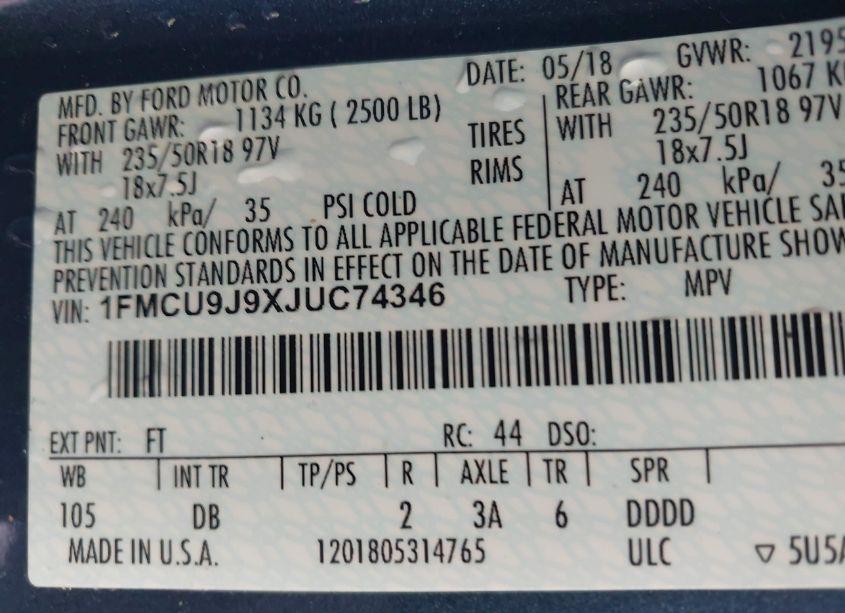 MFD. BY FORD MOTOR CO. DATE: 05/18 GVWR: 2195
FRONT GAWR: 1134 KG ( 2500 LB) REAR GAWR: 1067 K
WITH 235/50R18 97V TIRES WITH 235/50R18 97V
18x7.5J RIMS 18x7.5J
AT 240 kPa/ 35 PSI COLD AT 240 kPa/ 35
THIS VEHICLE CONFORMS TO ALL APPLICABLE FEDERAL MOTOR VEHICLE
PREVENTION STANDARDS IN EFFECT ON THE DATE OF MANUFACTURE
VIN: 1FMCU9J9XJUC74346 TYPE: MPV
EXT PNT: FT RC: 44 DSO:
WB INT TR TP/PS R AXLE TR SPR
105 DB 2 3A 6 DDDD
MADE IN U.S.A. 1201805314765 ULC ▽ 5U5A